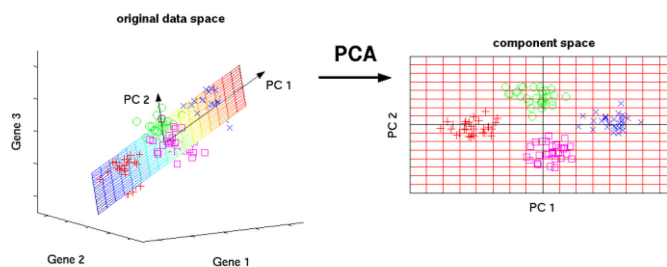 original data space
PCA
component space
PC 1
PC 2
Gene 3
Gene 2
Gene 1
PC 2
PC 1